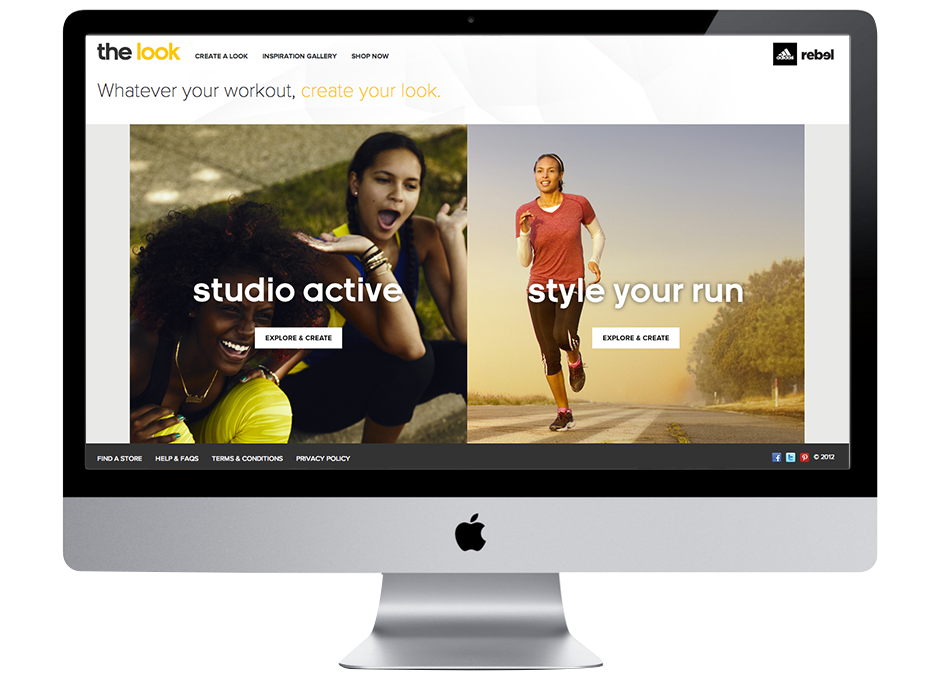 the look CREATE A LOOK INSPIRATION GALLERY SHOP NOW adidas rebel
Whatever your workout, create your look.
studio active
EXPLORE & CREATE
style your run
EXPLORE & CREATE
FIND A STORE HELP & FAQS TERMS & CONDITIONS PRIVACY POLICY © 2012